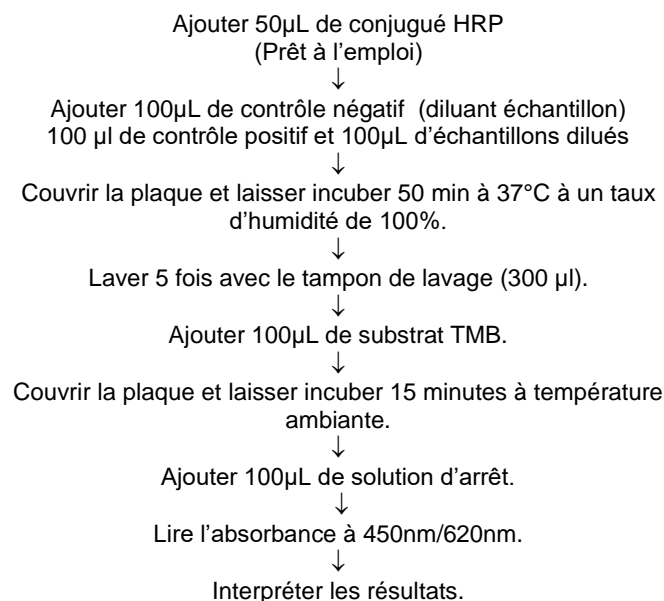 Ajouter 50µL de conjugué HRP
(Prêt à l’emploi)
↓
Ajouter 100µL de contrôle négatif (diluant échantillon)
100 µl de contrôle positif et 100µL d’échantillons dilués
↓
Couvrir la plaque et laisser incuber 50 min à 37°C à un taux
d’humidité de 100%.
↓
Laver 5 fois avec le tampon de lavage (300 µl).
↓
Ajouter 100µL de substrat TMB.
↓
Couvrir la plaque et laisser incuber 15 minutes à température
ambiante.
↓
Ajouter 100µL de solution d’arrêt.
↓
Lire l’absorbance à 450nm/620nm.
↓
Interpréter les résultats.